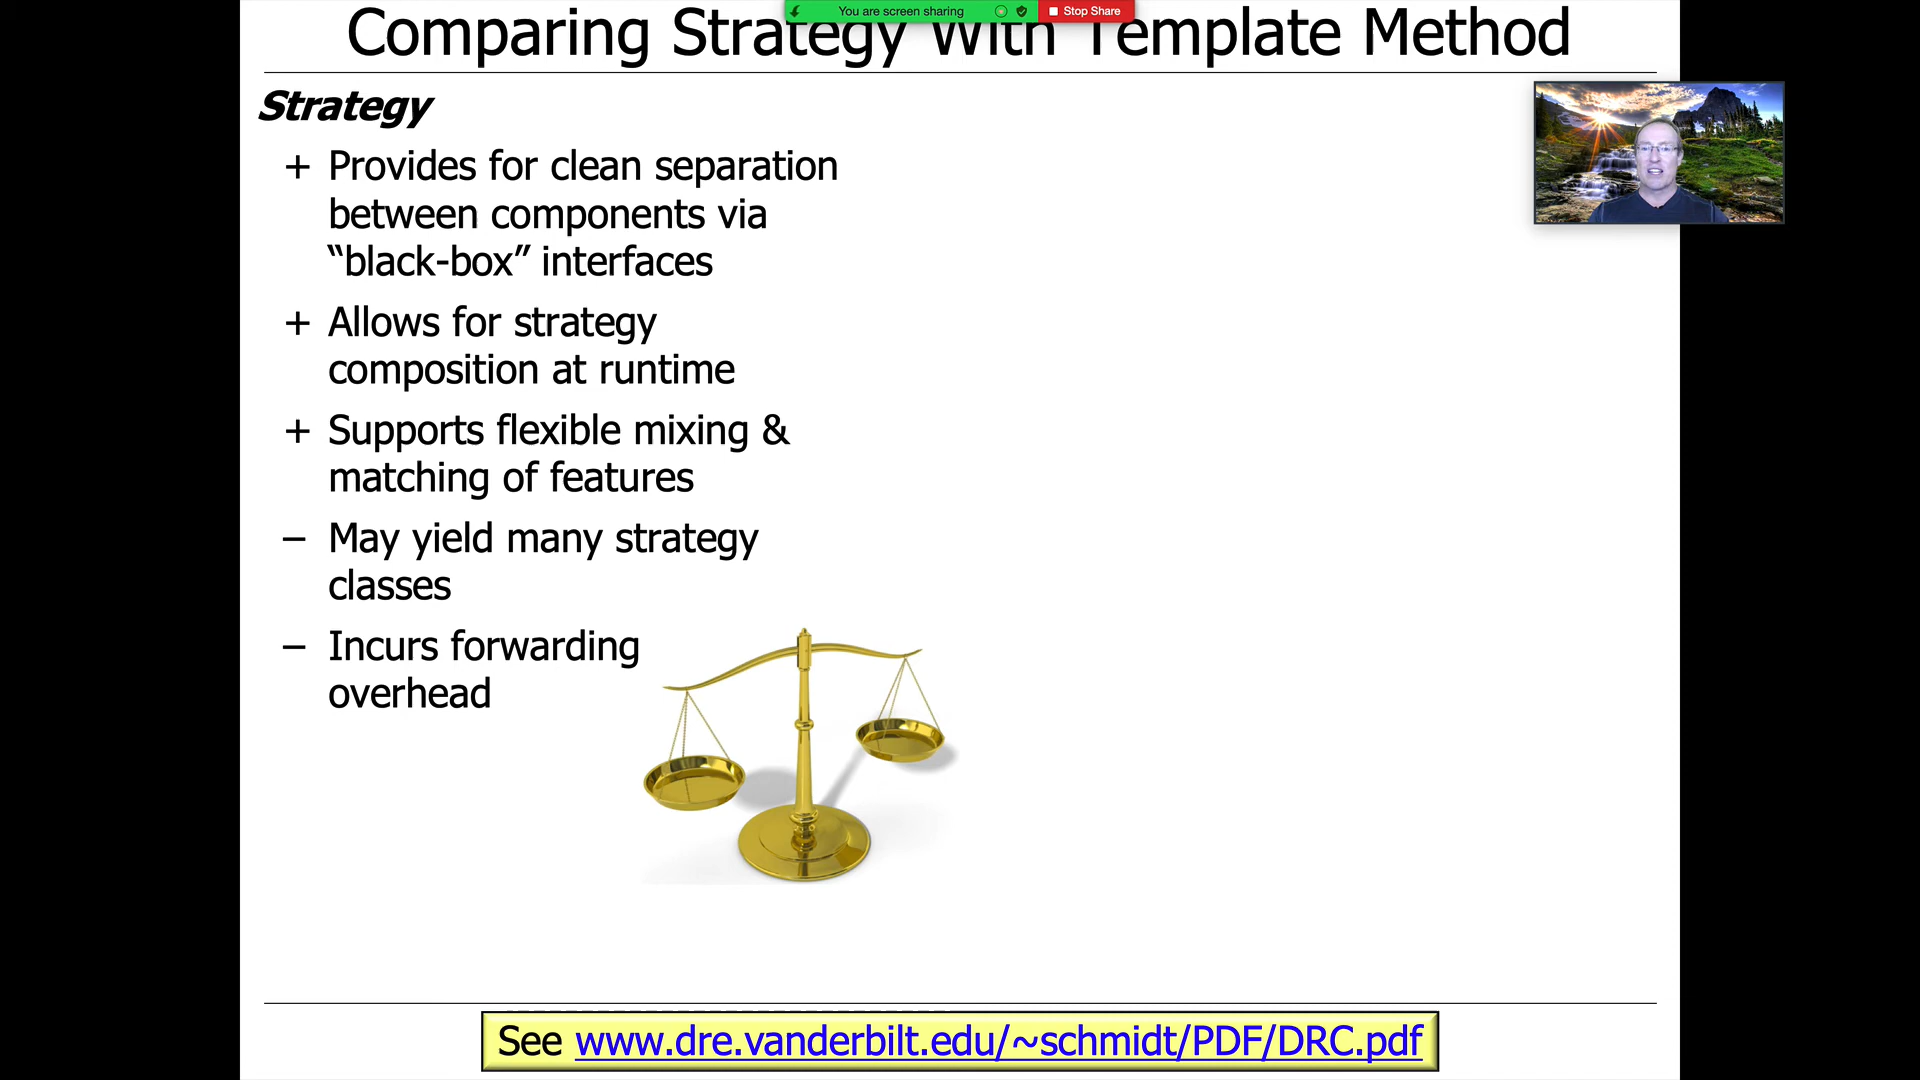 You are screen sharing
Stop Share
Comparing Strategy With Template Method
Strategy
+ Provides for clean separation
between components via
“black-box” interfaces
+ Allows for strategy
composition at runtime
+ Supports flexible mixing &
matching of features
– May yield many strategy
classes
– Incurs forwarding
overhead
See www.dre.vanderbilt.edu/~schmidt/PDF/DRC.pdf